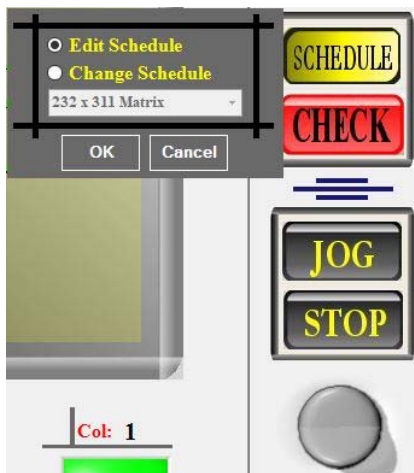 Edit Schedule
Change Schedule
232 x 311 Matrix
OK Cancel
SCHEDULE
CHECK
JOG
STOP
Col: 1